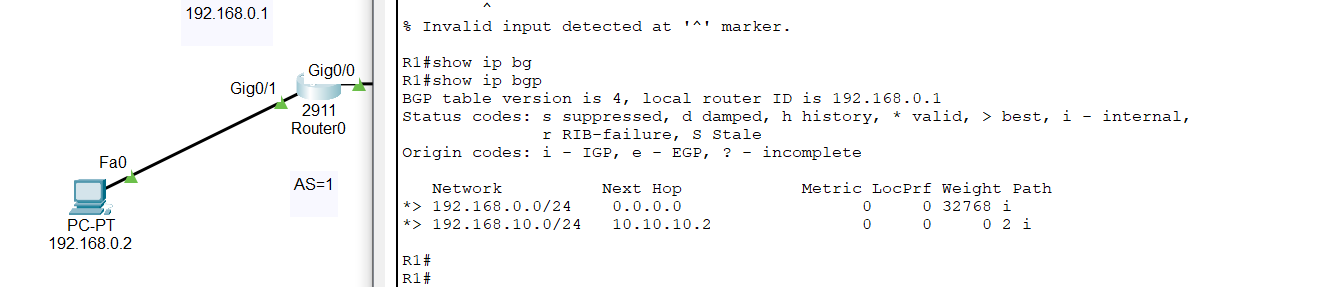 192.168.0.1
Gig0/0
Gig0/1
2911
Router0
Fa0
AS=1
PC-PT
192.168.0.2
^
% Invalid input detected at '^' marker.
R1#show ip bg
R1#show ip bgp
BGP table version is 4, local router ID is 192.168.0.1
Status codes: s suppressed, d damped, h history, * valid, > best, i - internal,
r RIB-failure, S Stale
Origin codes: i - IGP, e - EGP, ? - incomplete
Network Next Hop Metric LocPrf Weight Path
*> 192.168.0.0/24 0.0.0.0 0 0 32768 i
*> 192.168.10.0/24 10.10.10.2 0 0 0 2 i
R1#
R1#